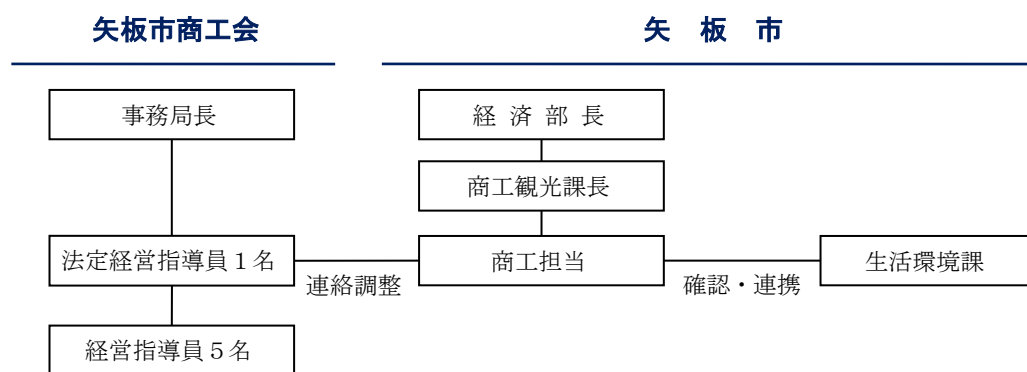 矢板市商工会
矢 板 市
事務局長
経 済 部 長
商工観光課長
法定経営指導員1名
連絡調整
商工担当
確認・連携
生活環境課
経営指導員5名